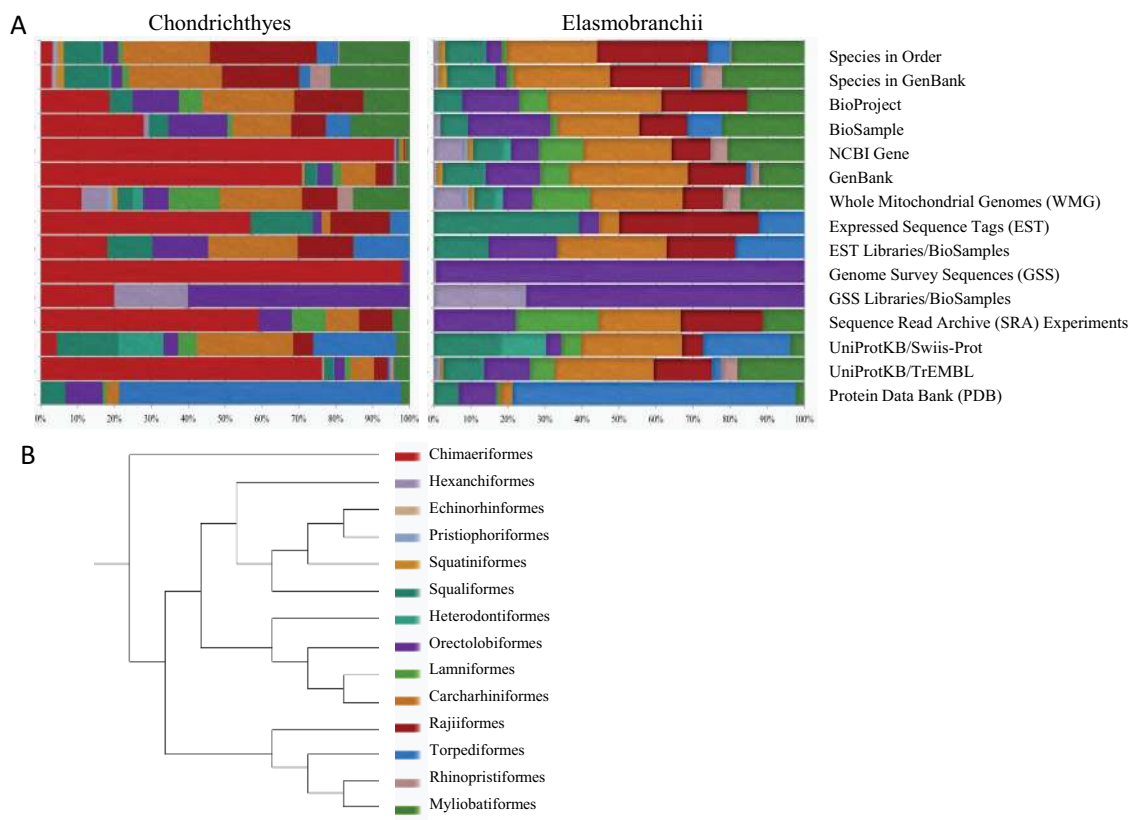 A
Chondrichthyes
Elasmobranchii
Species in Order
Species in GenBank
BioProject
BioSample
NCBI Gene
GenBank
Whole Mitochondrial Genomes (WMG)
Expressed Sequence Tags (EST)
EST Libraries/BioSamples
Genome Survey Sequences (GSS)
GSS Libraries/BioSamples
Sequence Read Archive (SRA) Experiments
UniProtKB/Swiis-Prot
UniProtKB/TrEMBL
Protein Data Bank (PDB)
0% 10% 20% 30% 40% 50% 60% 70% 80% 90% 100%
0% 10% 20% 30% 40% 50% 60% 70% 80% 90% 100%
B
Chimaeriformes
Hexanchiformes
Echinorhinformes
Pristiophoriformes
Squatiniformes
Squaliformes
Heterodontiformes
Orectolobiformes
Lamniformes
Carcharhiniformes
Rajiiformes
Torpediformes
Rhinopristiformes
Myliobatiformes